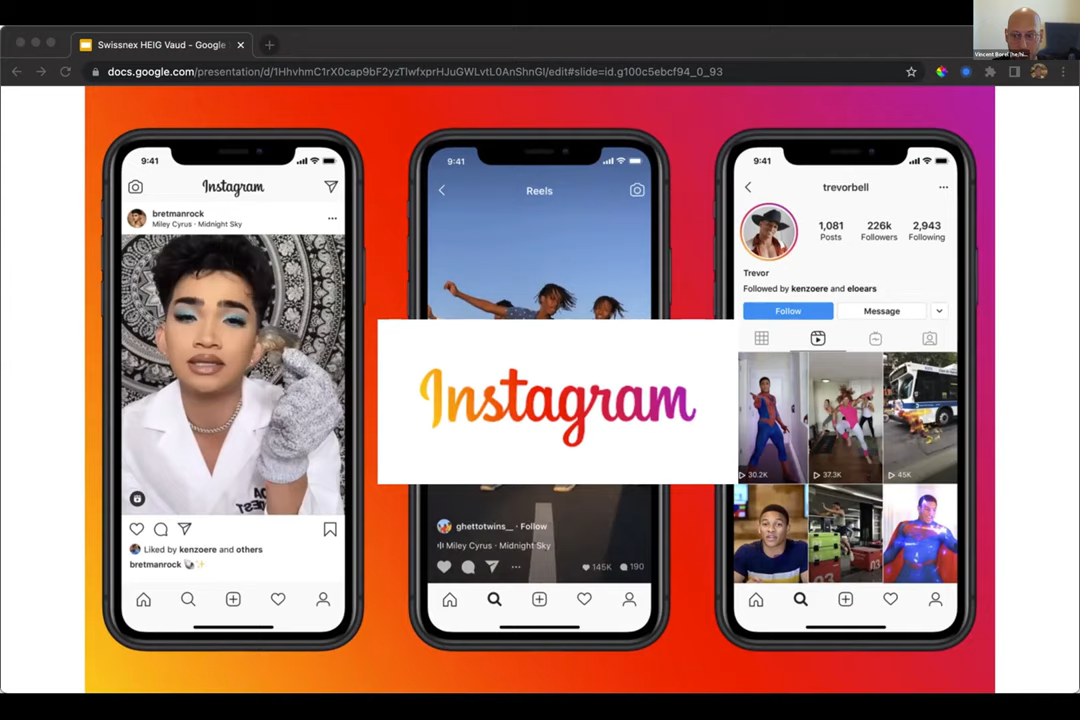 Swissnex HEIG Vaud - Google
docs.google.com/presentation/d/1HhvhmC1rX0cap9bF2yzTlwfxprHJuGWLvtL0AnShnGI/edit#slide=id.g100c5ebcf94_0_93
9:41
Instagram
bretmanrock
Miley Cyrus · Midnight Sky
Liked by kenzoere and others
bretmanrock
9:41
Reels
Instagram
ghettotwins_ · Follow
Miley Cyrus · Midnight Sky
145K 190
9:41
trevorbell
1,081 226k 2,943
Posts Followers Following
Trevor
Followed by kenzoere and eloears
Follow Message
30.2K 37.3K 45K